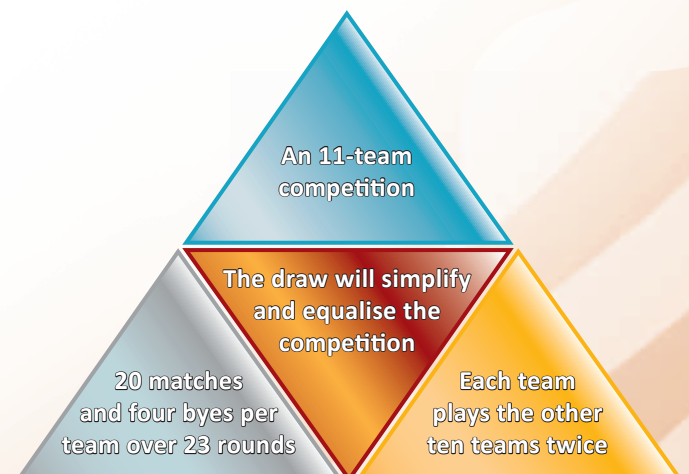 An 11-team
competition
The draw will simplify
and equalise the
competition
20 matches
and four byes per
team over 23 rounds
Each team
plays the other
ten teams twice